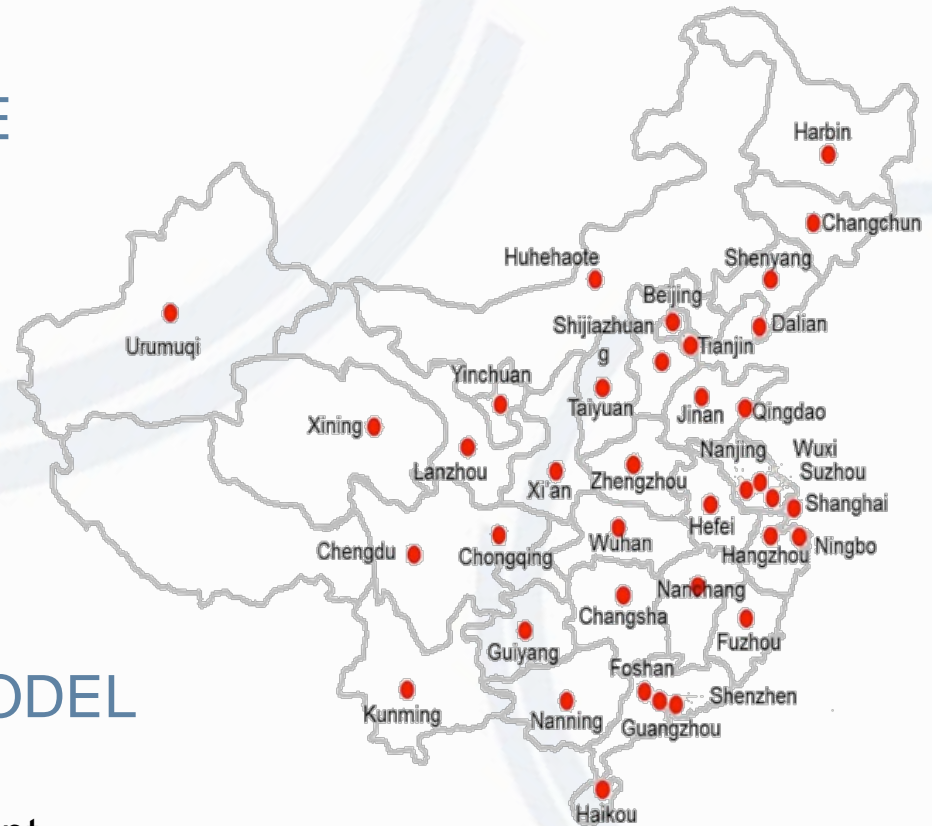 E
Harbin
Changchun
Huhehaote
Shenyang
Beijing
Shijiazhuan
g
Tianjin
Dalian
Urumuqi
Yinchuan
Taiyuan
Jinan
Qingdao
Xining
Lanzhou
Xi'an
Zhengzhou
Nanjing
Wuxi
Suzhou
Shanghai
Hefei
Chengdu
Chongqing
Wuhan
Hangzhou
Ningbo
Nanchang
Changsha
Fuzhou
Guiyang
Foshan
ODEL
Kunming
Nanning
Guangzhou
Shenzhen
Haikou